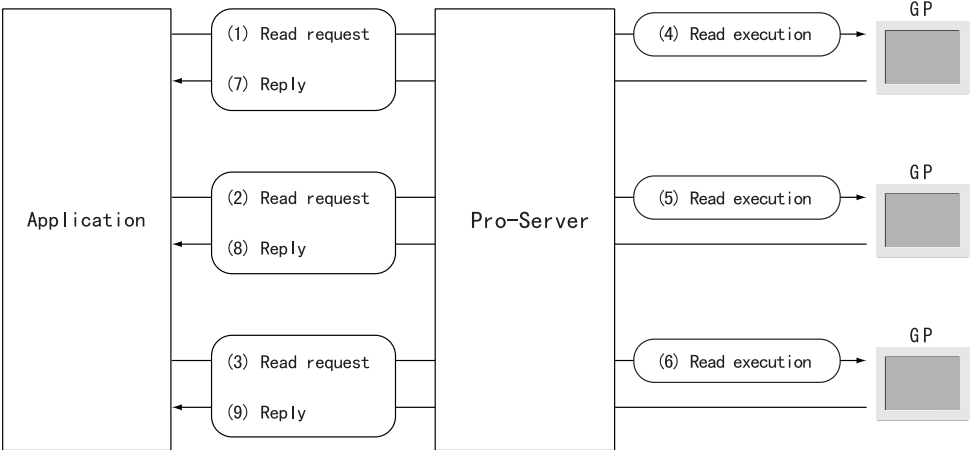 GP
(1) Read request
(4) Read execution
(7) Reply
GP
(2) Read request
(5) Read execution
Application
Pro-Server
(8) Reply
GP
(3) Read request
(6) Read execution
(9) Reply